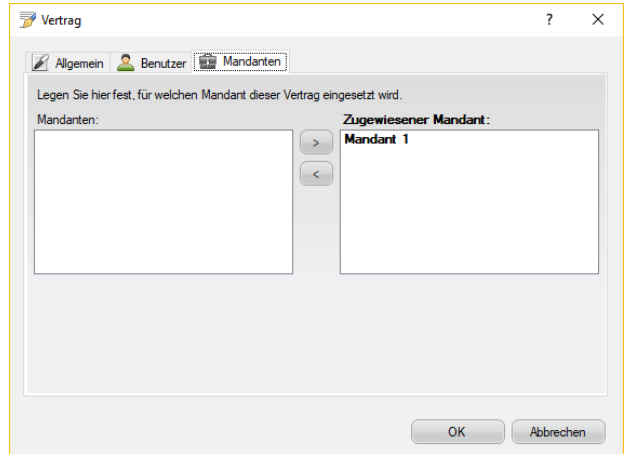 Vertrag ? ×
Allgemein Benutzer Mandanten
Legen Sie hier fest, für welchen Mandant dieser Vertrag eingesetzt wird.
Mandanten: Zugewiesener Mandant:
> Mandant 1
<
OK Abbrechen